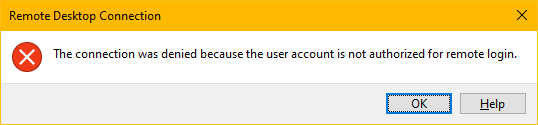 Remote Desktop Connection
The connection was denied because the user account is not authorized for remote login.
OK Help